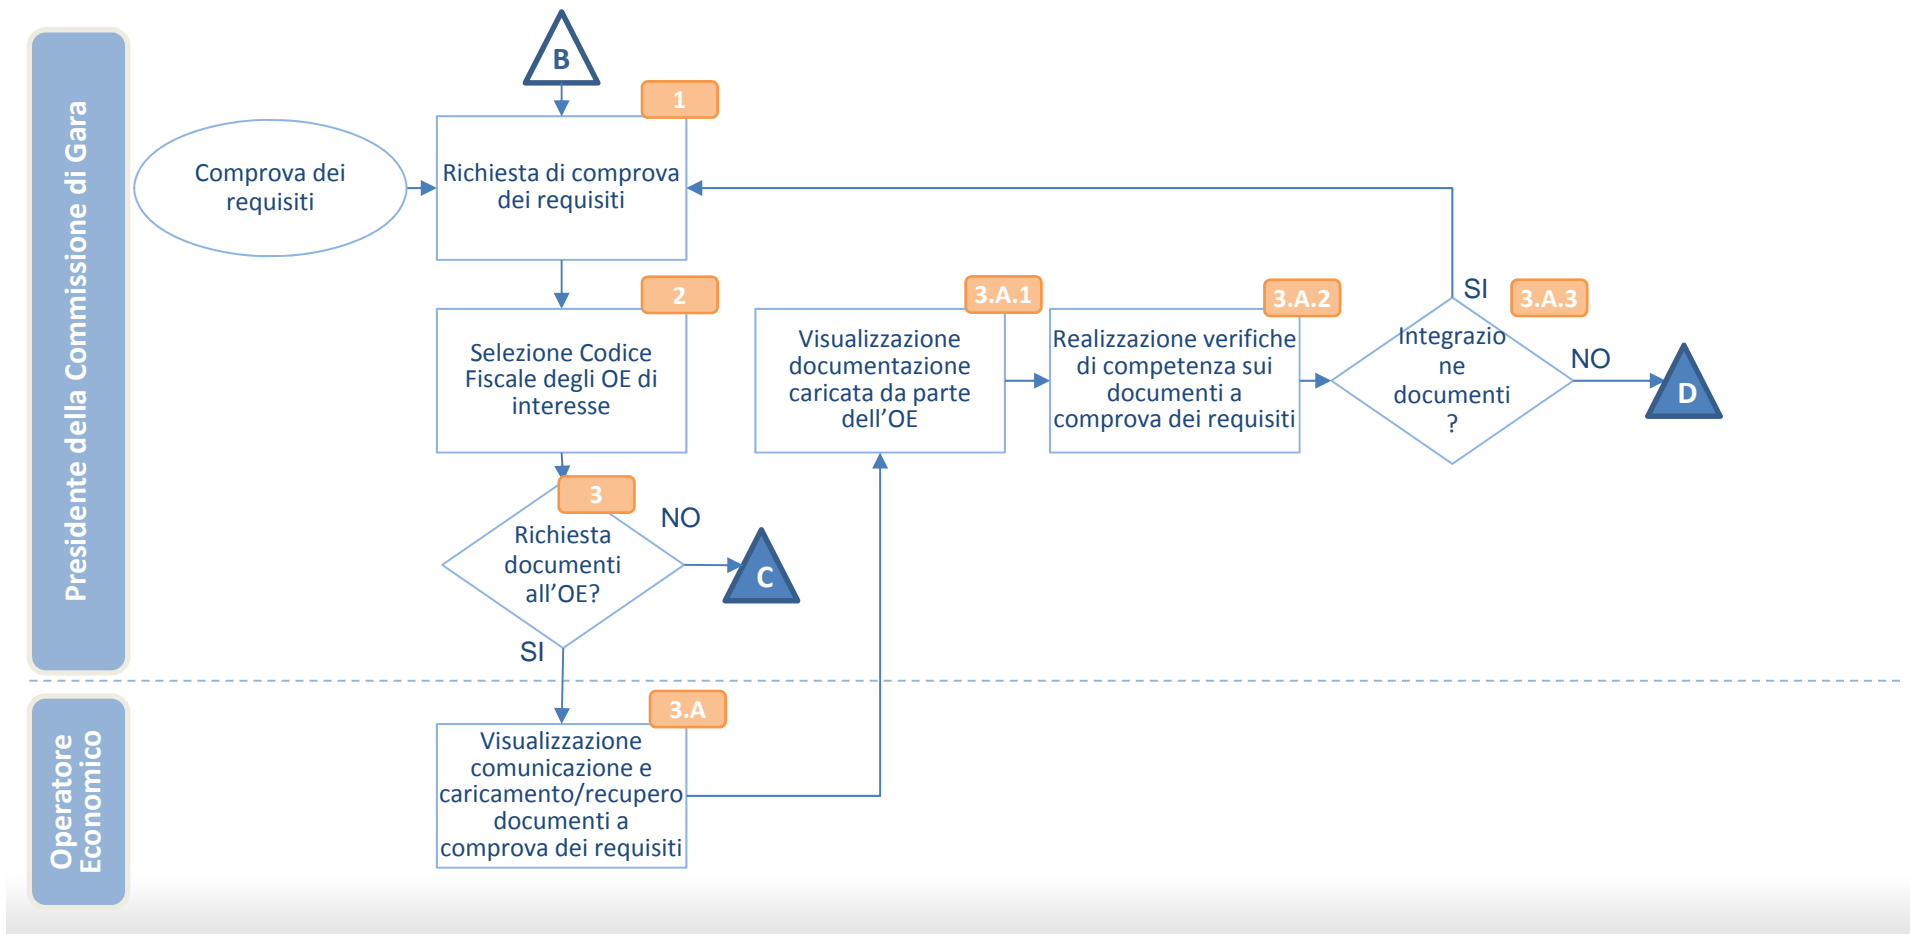 Presidente della Commissione di Gara
B
1
Comprova dei
requisiti
Richiesta di comprova
dei requisiti
2
Selezione Codice
Fiscale degli OE di
interesse
3
Richiesta
documenti
all'OE?
NO
C
SI
3.A.1
Visualizzazione
documentazione
caricata da parte
dell'OE
3.A.2
Realizzazione verifiche
di competenza sui
documenti a
comprova dei requisiti
SI
3.A.3
Integrazio
ne
documenti
?
NO
D
Operatore
Economico
3.A
Visualizzazione
comunicazione e
caricamento/recupero
documenti a
comprova dei requisiti